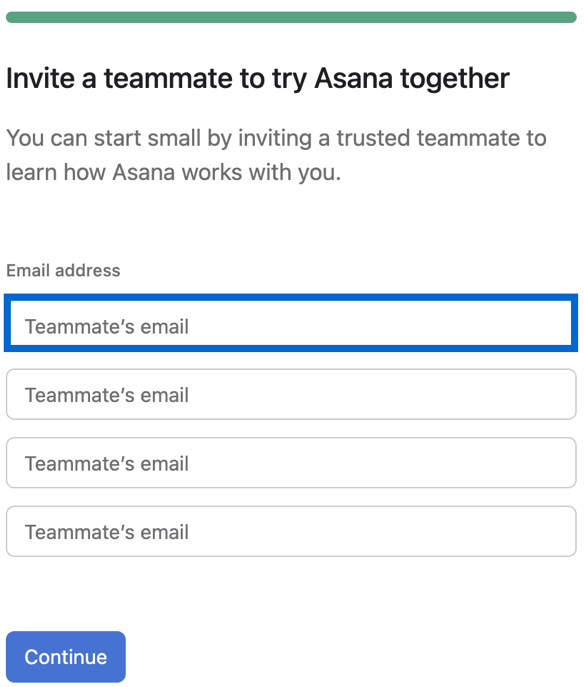 Invite a teammate to try Asana together
You can start small by inviting a trusted teammate to
learn how Asana works with you.
Email address
Teammate’s email
Teammate’s email
Teammate’s email
Teammate’s email
Continue